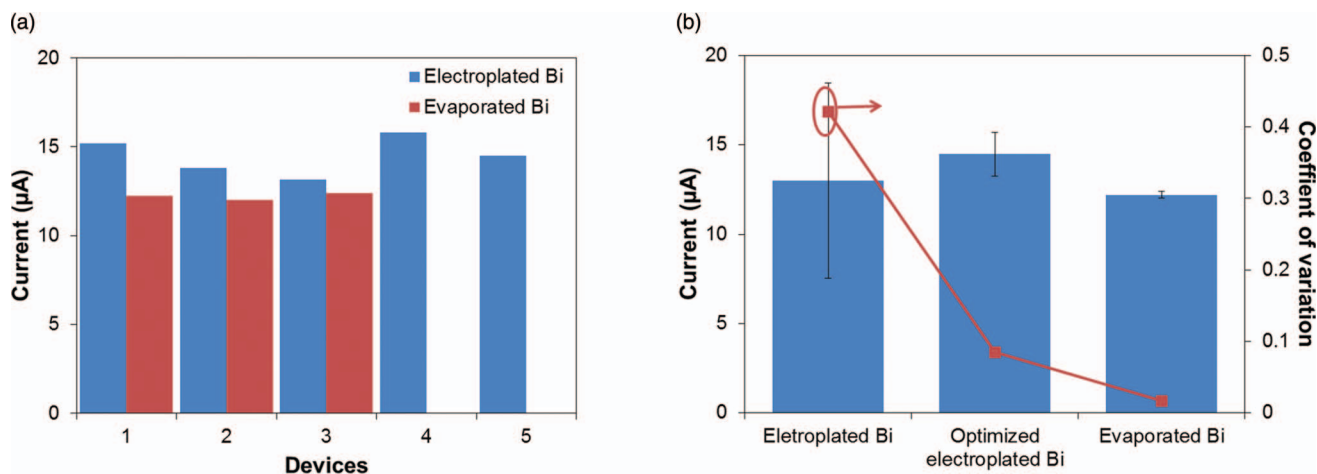 (a)
20
15
10
5
0
Current (µA)
Electroplated Bi
Evaporated Bi
1 2 3 4 5
Devices
(b)
20
15
10
5
0
Current (µA)
0.5
0.4
0.3
0.2
0.1
0
Coeffient of variation
Eletroplated Bi
Optimized
electroplated Bi
Evaporated Bi